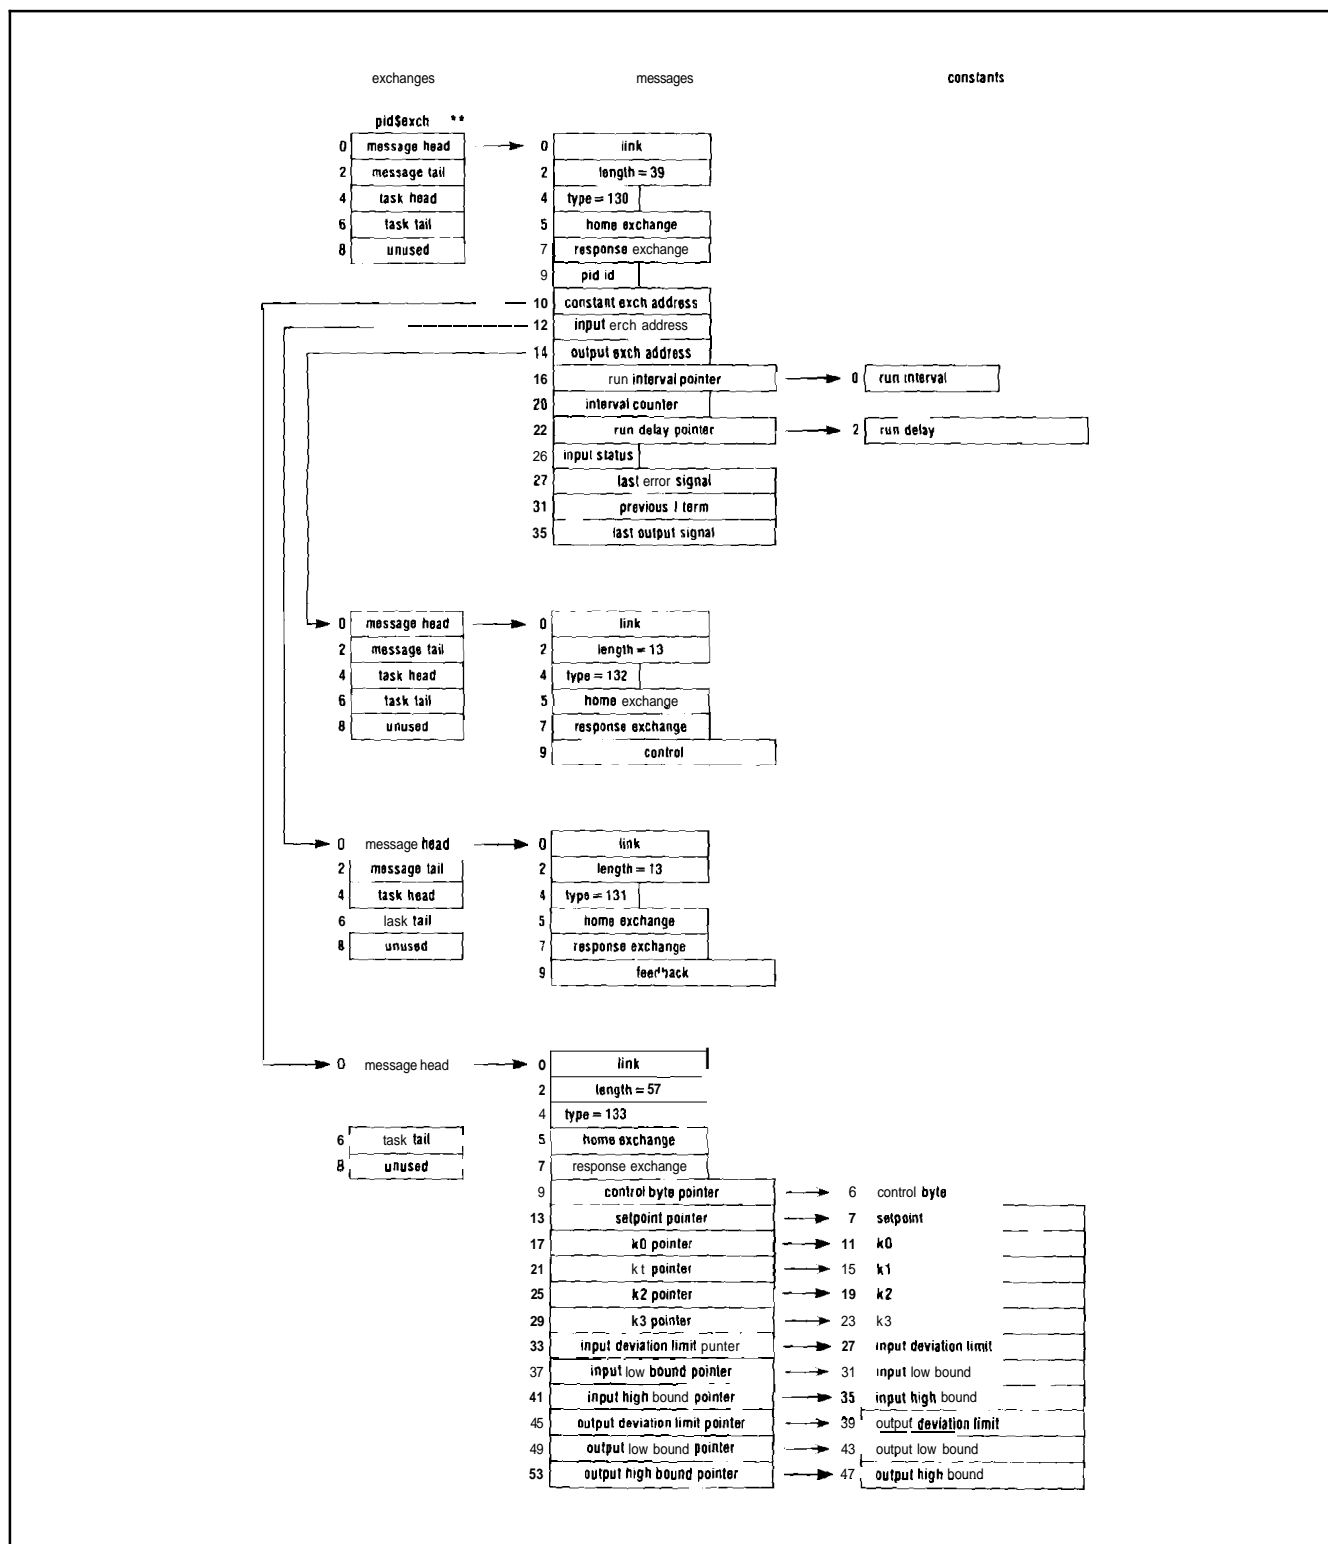 exchanges messages constants
pid$exch **
0 message head 0 link
2 message tail 2 length = 39
4 task head 4 type = 130
6 task tail 5 home exchange
8 unused 7 response exchange
9 pid id
10 constant exch address
12 input erch address
14 output exch address
16 run interval pointer 0 run interval
20 interval counter
22 run delay pointer 2 run delay
26 input status
27 last error signal
31 previous I term
35 last output signal
0 message head 0 link
2 message tail 2 length = 13
4 task head 4 type = 132
6 task tail 5 home exchange
8 unused 7 response exchange
9 control
0 message head 0 link
2 message tail 2 length = 13
4 task head 4 type = 131
6 lask tail 5 home exchange
8 unused 7 response exchange
9 feedback
0 message head 0 link
2 length = 57
4 type = 133
6 task tail 5 home exchange
8 unused 7 response exchange
9 control byte pointer 6 control byte
13 setpoint pointer 7 setpoint
17 k0 pointer 11 k0
21 kt pointer 15 k1
25 k2 pointer 19 k2
29 k3 pointer 23 k3
33 input deviation limit punter 27 input deviation limit
37 input low bound pointer 31 input low bound
41 input high bound pointer 35 input high bound
45 output deviation limit pointer 39 output deviation limit
49 output low bound pointer 43 output low bound
53 output high bound pointer 47 output high bound